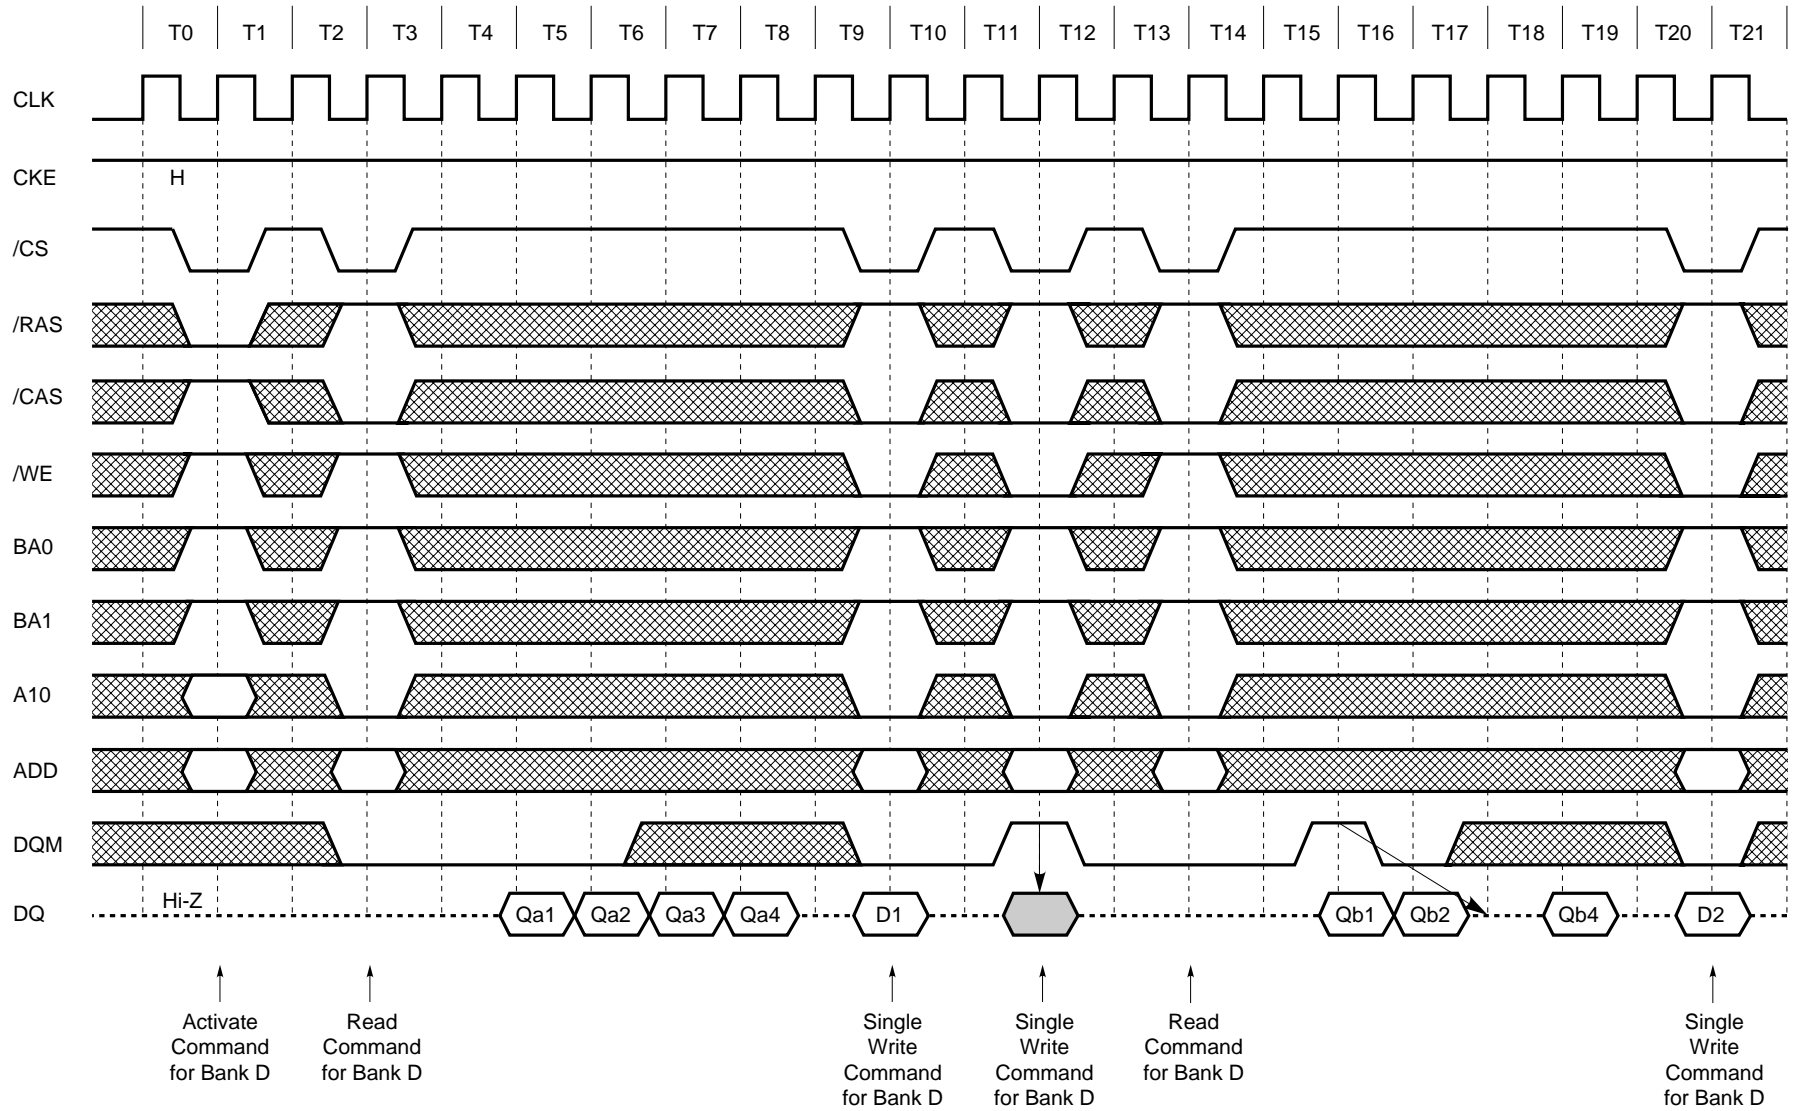 T0 T1 T2 T3 T4 T5 T6 T7 T8 T9 T10 T11 T12 T13 T14 T15 T16 T17 T18 T19 T20 T21
CLK
CKE H
/CS
/RAS
/CAS
/WE
BA0
BA1
A10
ADD
DQM
DQ Hi-Z Qa1 Qa2 Qa3 Qa4 D1 Qb1 Qb2 Qb4 D2
Activate
Command
for Bank D
Read
Command
for Bank D
Single
Write
Command
for Bank D
Single
Write
Command
for Bank D
Read
Command
for Bank D
Single
Write
Command
for Bank D